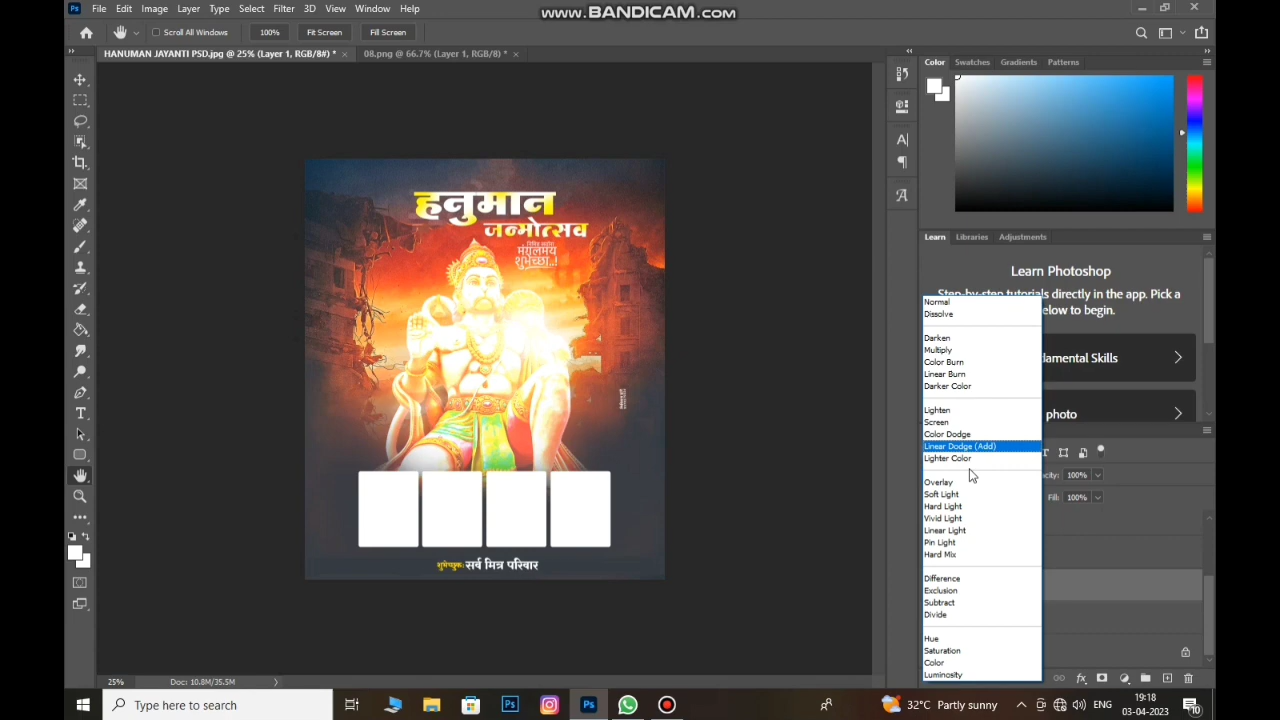 www.BANDICAM.com
Ps File Edit Image Layer Type Select Filter 3D View Window Help
Scroll All Windows 100% Fit Screen Fill Screen
HANUMAN JAYANTI PSD.jpg @ 25% (Layer 1, RGB/8#) * × 08.png @ 66.7% (Layer 1, RGB/8) * ×
Color Swatches Gradients Patterns
हनुमान
जन्मोत्सव
मंगलमय
शुभेच्छा..!
शुभेच्छुकः सर्व मित्र परिवार
Learn Libraries Adjustments
Learn Photoshop
Step-by-step tutorials directly in the app. Pick a
below to begin.
damental Skills
photo
Normal
Dissolve
Darken
Multiply
Color Burn
Linear Burn
Darker Color
Lighten
Screen
Color Dodge
Linear Dodge (Add)
Lighter Color
Overlay
Soft Light
Hard Light
Vivid Light
Linear Light
Pin Light
Hard Mix
Difference
Exclusion
Subtract
Divide
Hue
Saturation
Color
Luminosity
acity: 100%
Fill: 100%
25% Doc: 10.8M/35.5M
Type here to search
32°C Partly sunny
ENG
19:18
03-04-2023
10